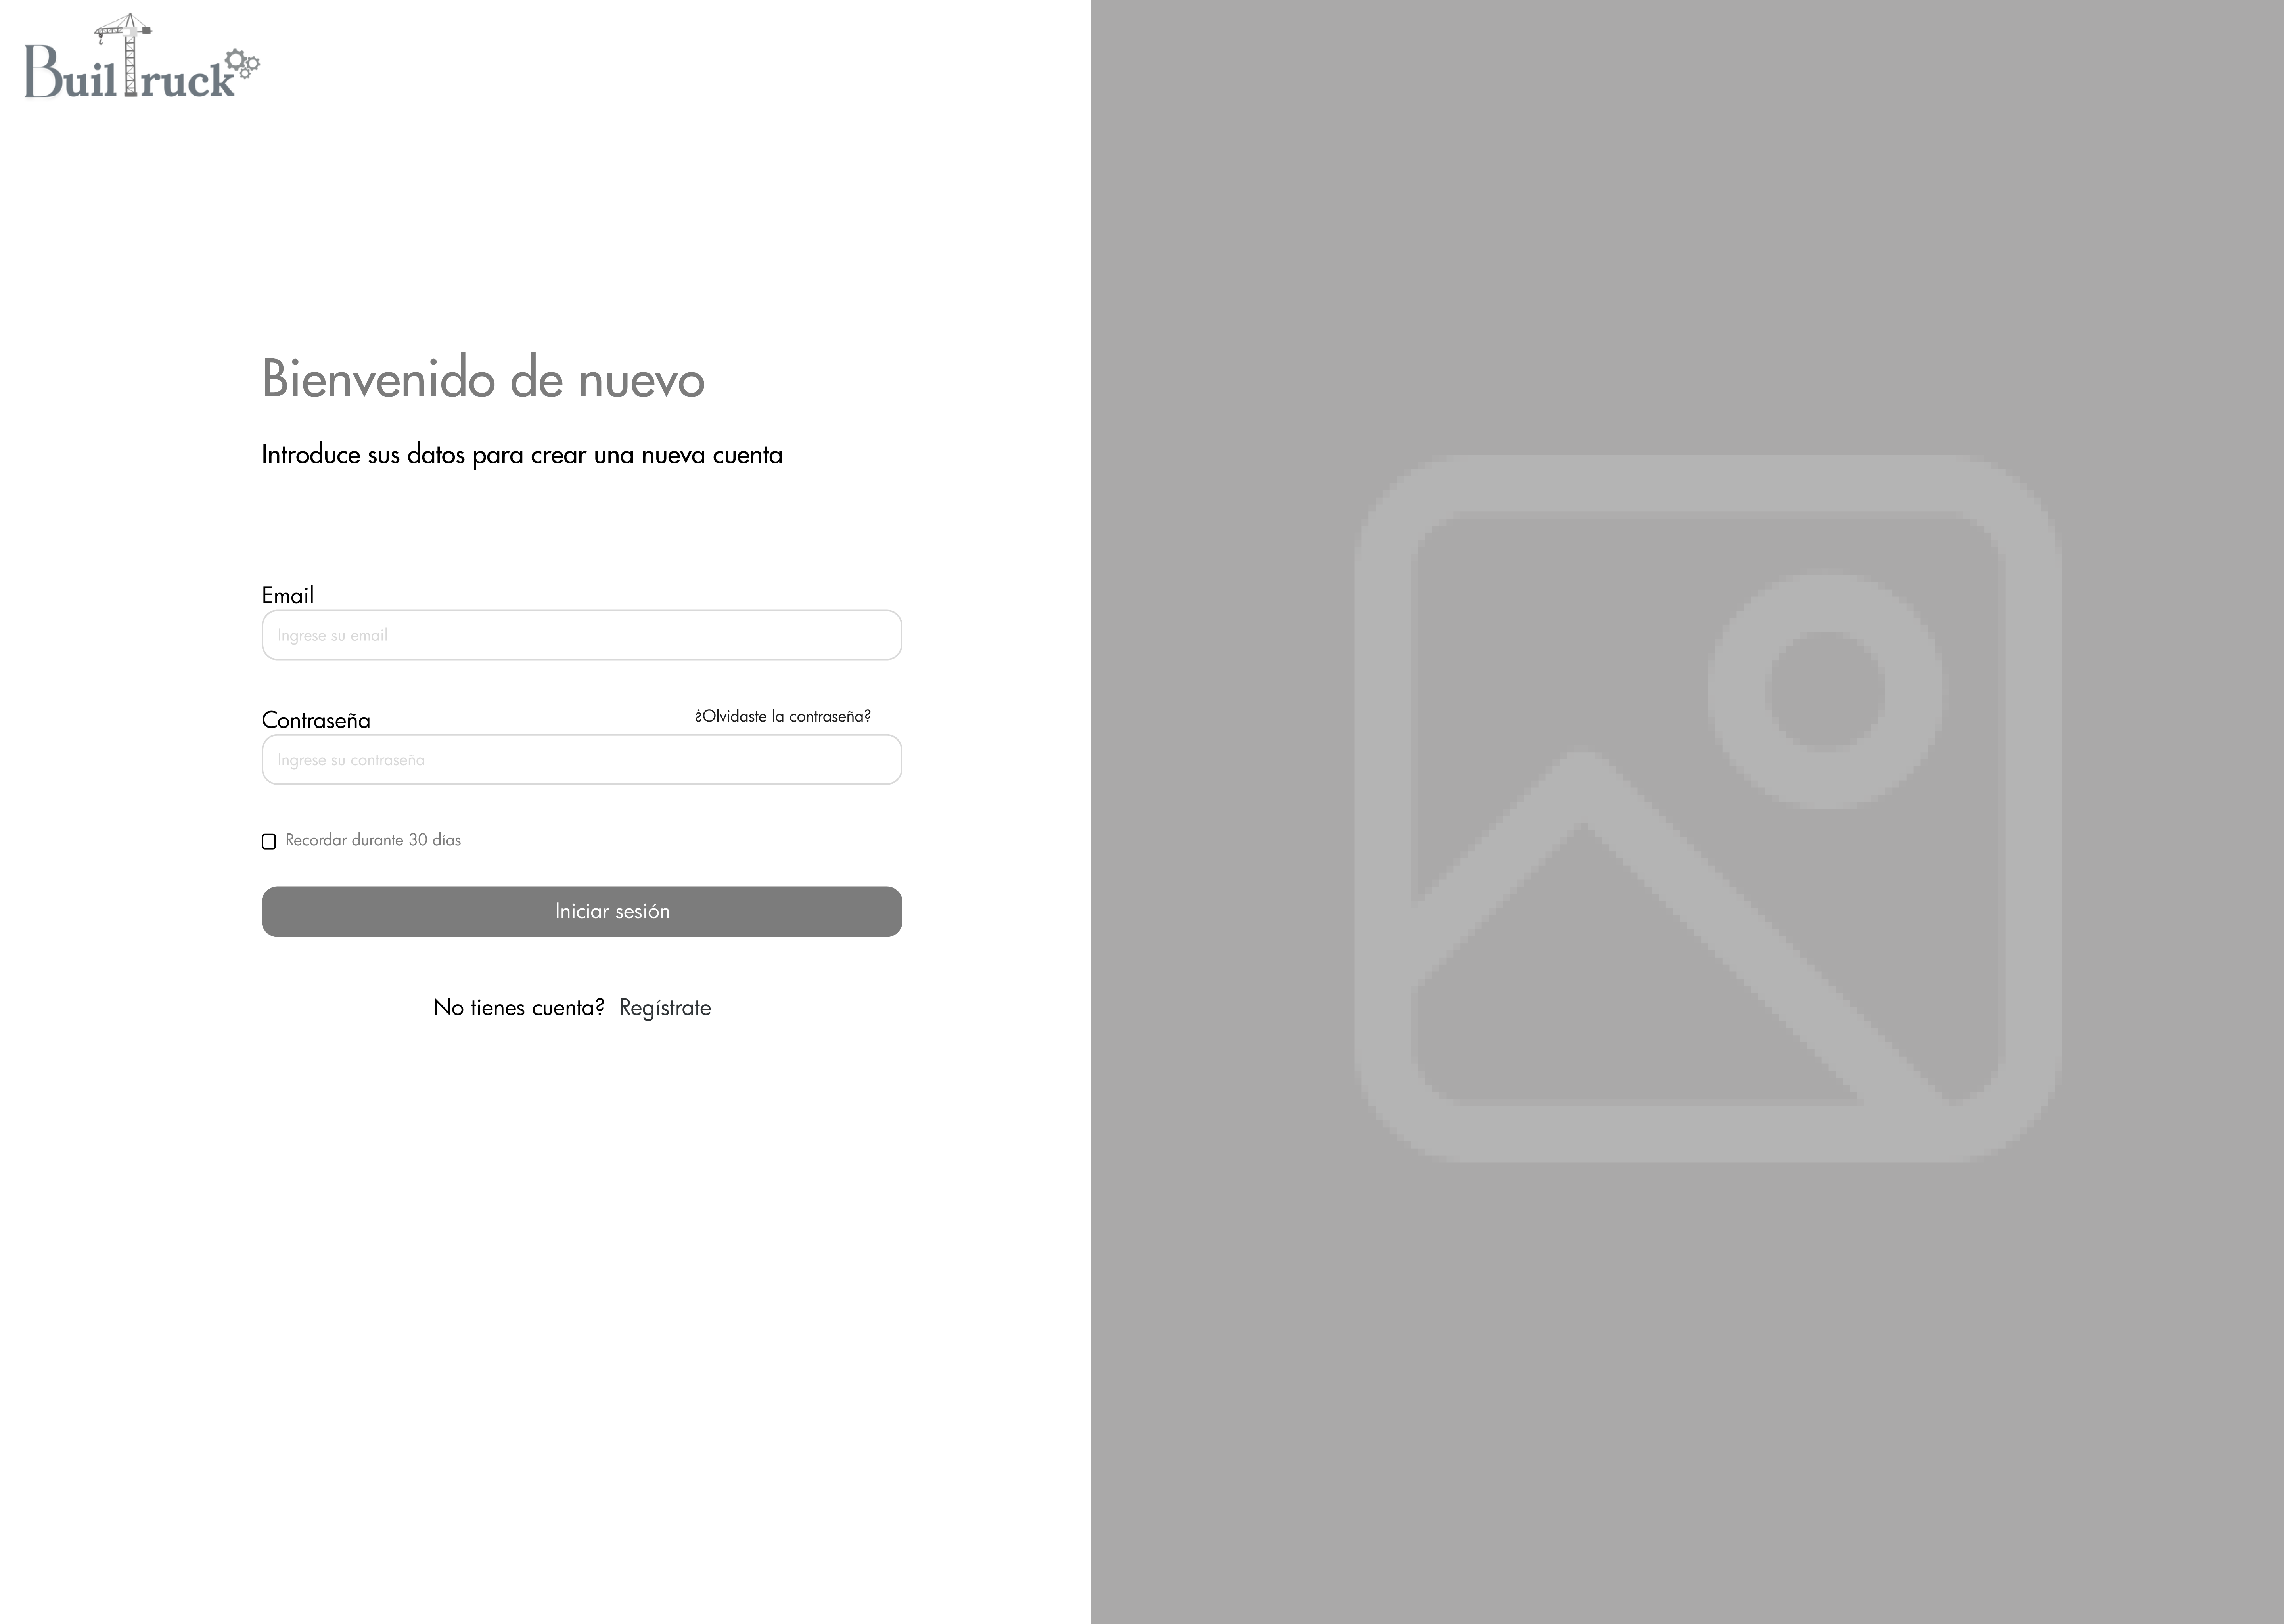 BuilTruck
Bienvenido de nuevo
Introduce sus datos para crear una nueva cuenta
Email
Ingrese su email
Contraseña ¿Olvidaste la contraseña?
Ingrese su contraseña
Recordar durante 30 días
Iniciar sesión
No tienes cuenta? Regístrate